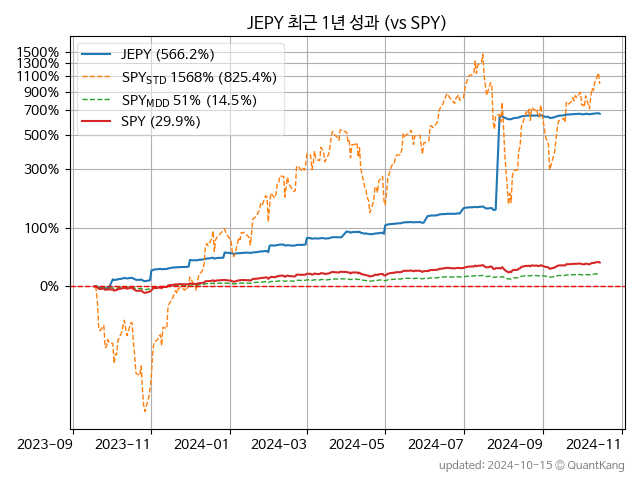 JEPY 최근 1년 성과 (vs SPY)
1500%
1300%
1100%
900%
700%
500%
300%
100%
0%
JEPY (566.2%)
SPY_STD 1568% (825.4%)
SPY_MDD 51% (14.5%)
SPY (29.9%)
2023-09 2023-11 2024-01 2024-03 2024-05 2024-07 2024-09 2024-11
updated: 2024-10-15 © QuantKang